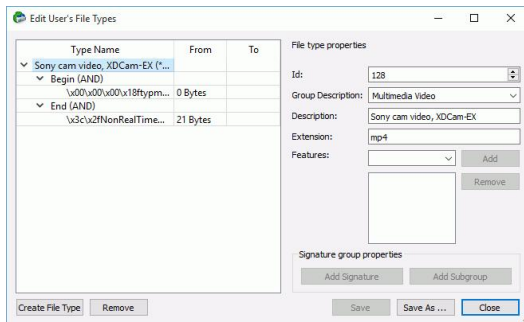 Edit User's File Types
Type Name From To
Sony cam video, XDCam-EX (*...
Begin (AND)
\x00\x00\x00\x18ftypm... 0 Bytes
End (AND)
\x3c\x2fNonRealTime... 21 Bytes
File type properties
Id: 128
Group Description: Multimedia Video
Description: Sony cam video, XDCam-EX
Extension: mp4
Features: Add
Remove
Signature group properties
Add Signature Add Subgroup
Create File Type Remove Save Save As ... Close